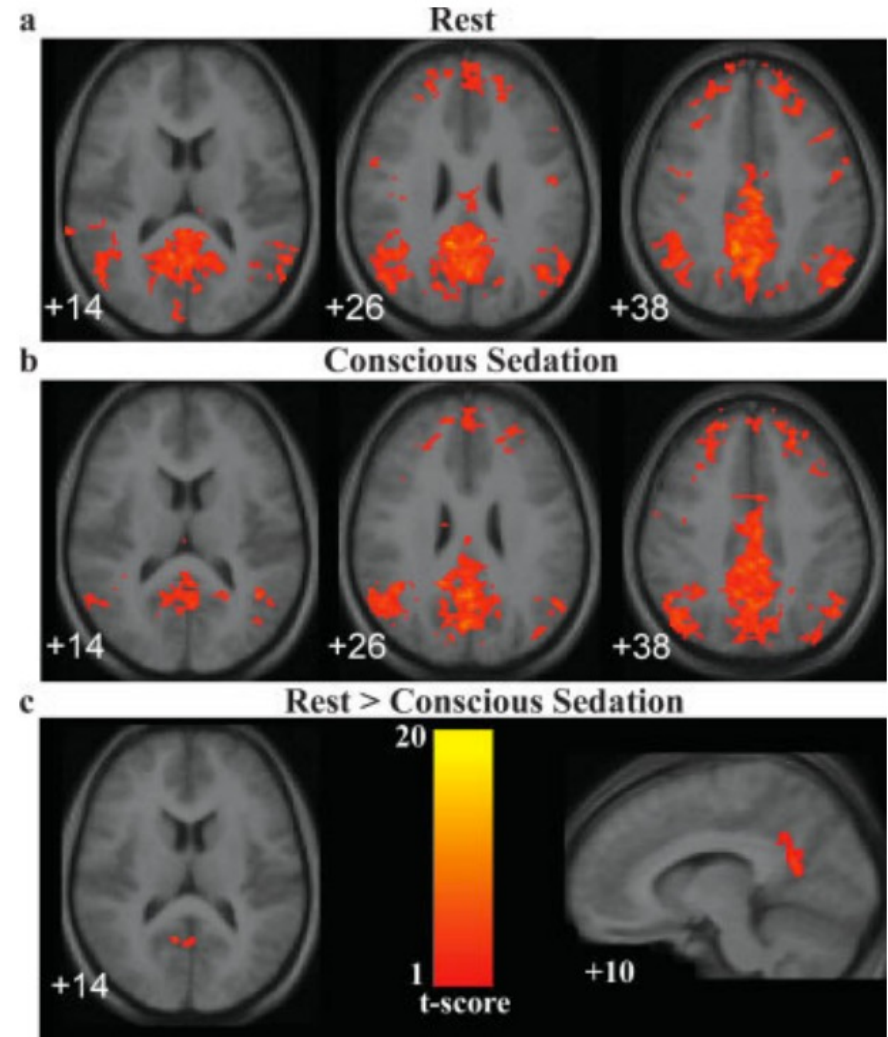 a Rest
+14 +26 +38
b Conscious Sedation
+14 +26 +38
c Rest > Conscious Sedation
20
1
t-score
+14 +10